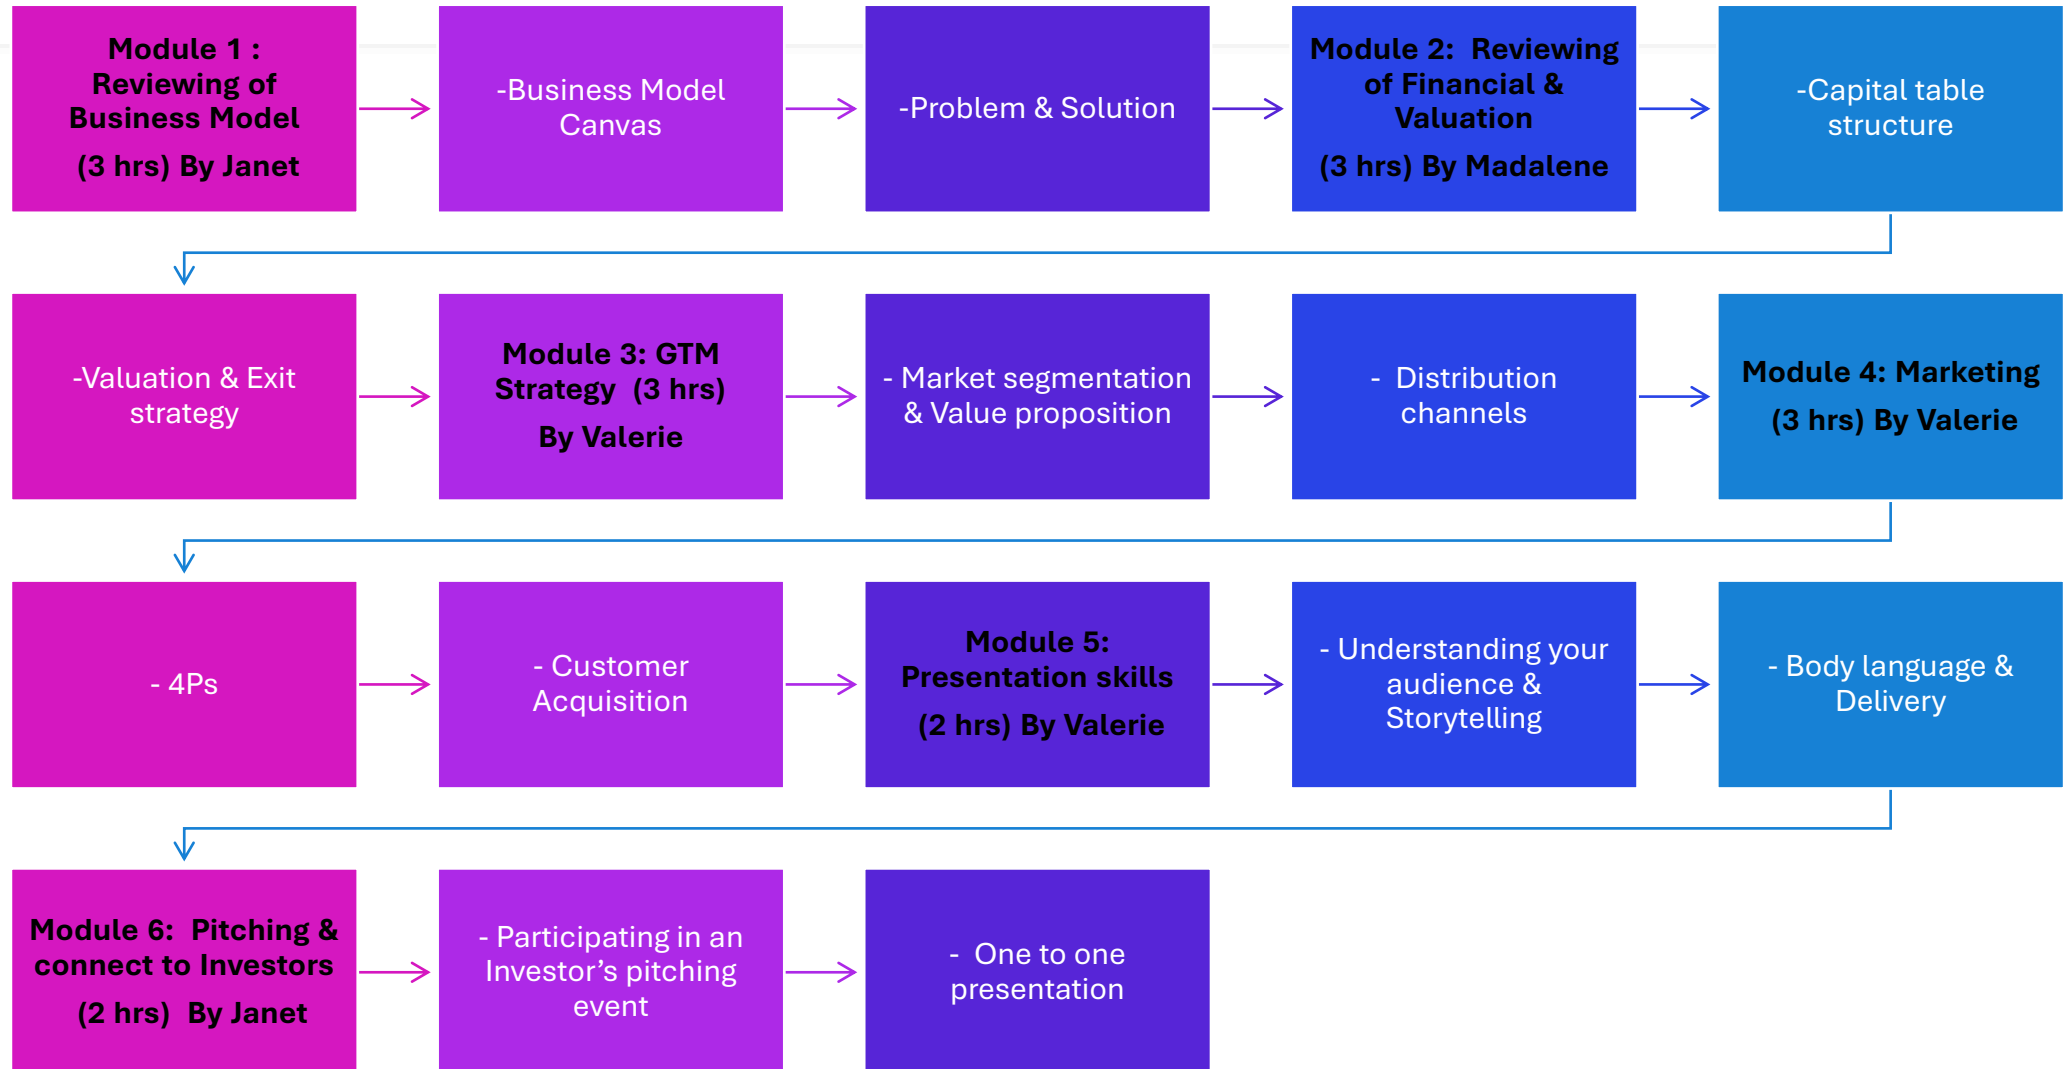 Module 1 :
Reviewing of
Business Model
(3 hrs) By Janet
-Business Model
Canvas
-Problem & Solution
Module 2:  Reviewing
of Financial &
Valuation
(3 hrs) By Madalene
-Capital table
structure
-Valuation & Exit
strategy
Module 3: GTM
Strategy  (3 hrs)
By Valerie
- Market segmentation
& Value proposition
-  Distribution
channels
Module 4: Marketing
(3 hrs) By Valerie
- 4Ps
- Customer
Acquisition
Module 5:
Presentation skills
(2 hrs) By Valerie
- Understanding your
audience &
Storytelling
- Body language &
Delivery
Module 6:  Pitching &
connect to Investors
(2 hrs)  By Janet
- Participating in an
Investor’s pitching
event
-  One to one
presentation